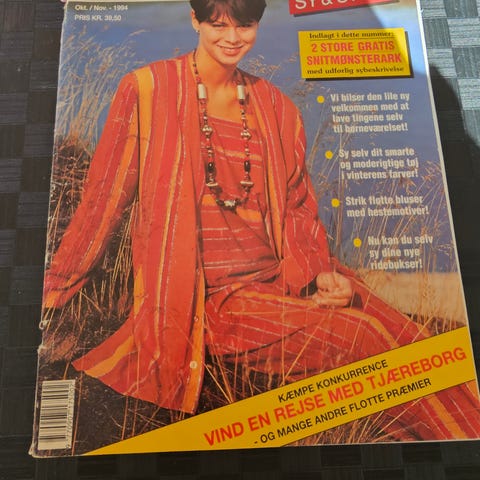 Okt. / Nov. - 1994
PRIS KR. 39,50
SY &
Indlagt i dette nummer:
2 STORE GRATIS
SNITMØNSTERARK
med udførlig sybeskrivelse
Vi hilser den lille ny
velkommen med at
lave tingene selv
til børneværelset!
Sy selv dit smarte
og moderigtige tøj
i vinterens farver!
Strik flotte bluser
med hestemotiver!
Nu kan du selv
sy dine nye
ridebukser!
KÆMPE KONKURRENCE
VIND EN REJSE MED TJÆREBORG
- OG MANGE ANDRE FLOTTE PRÆMIER